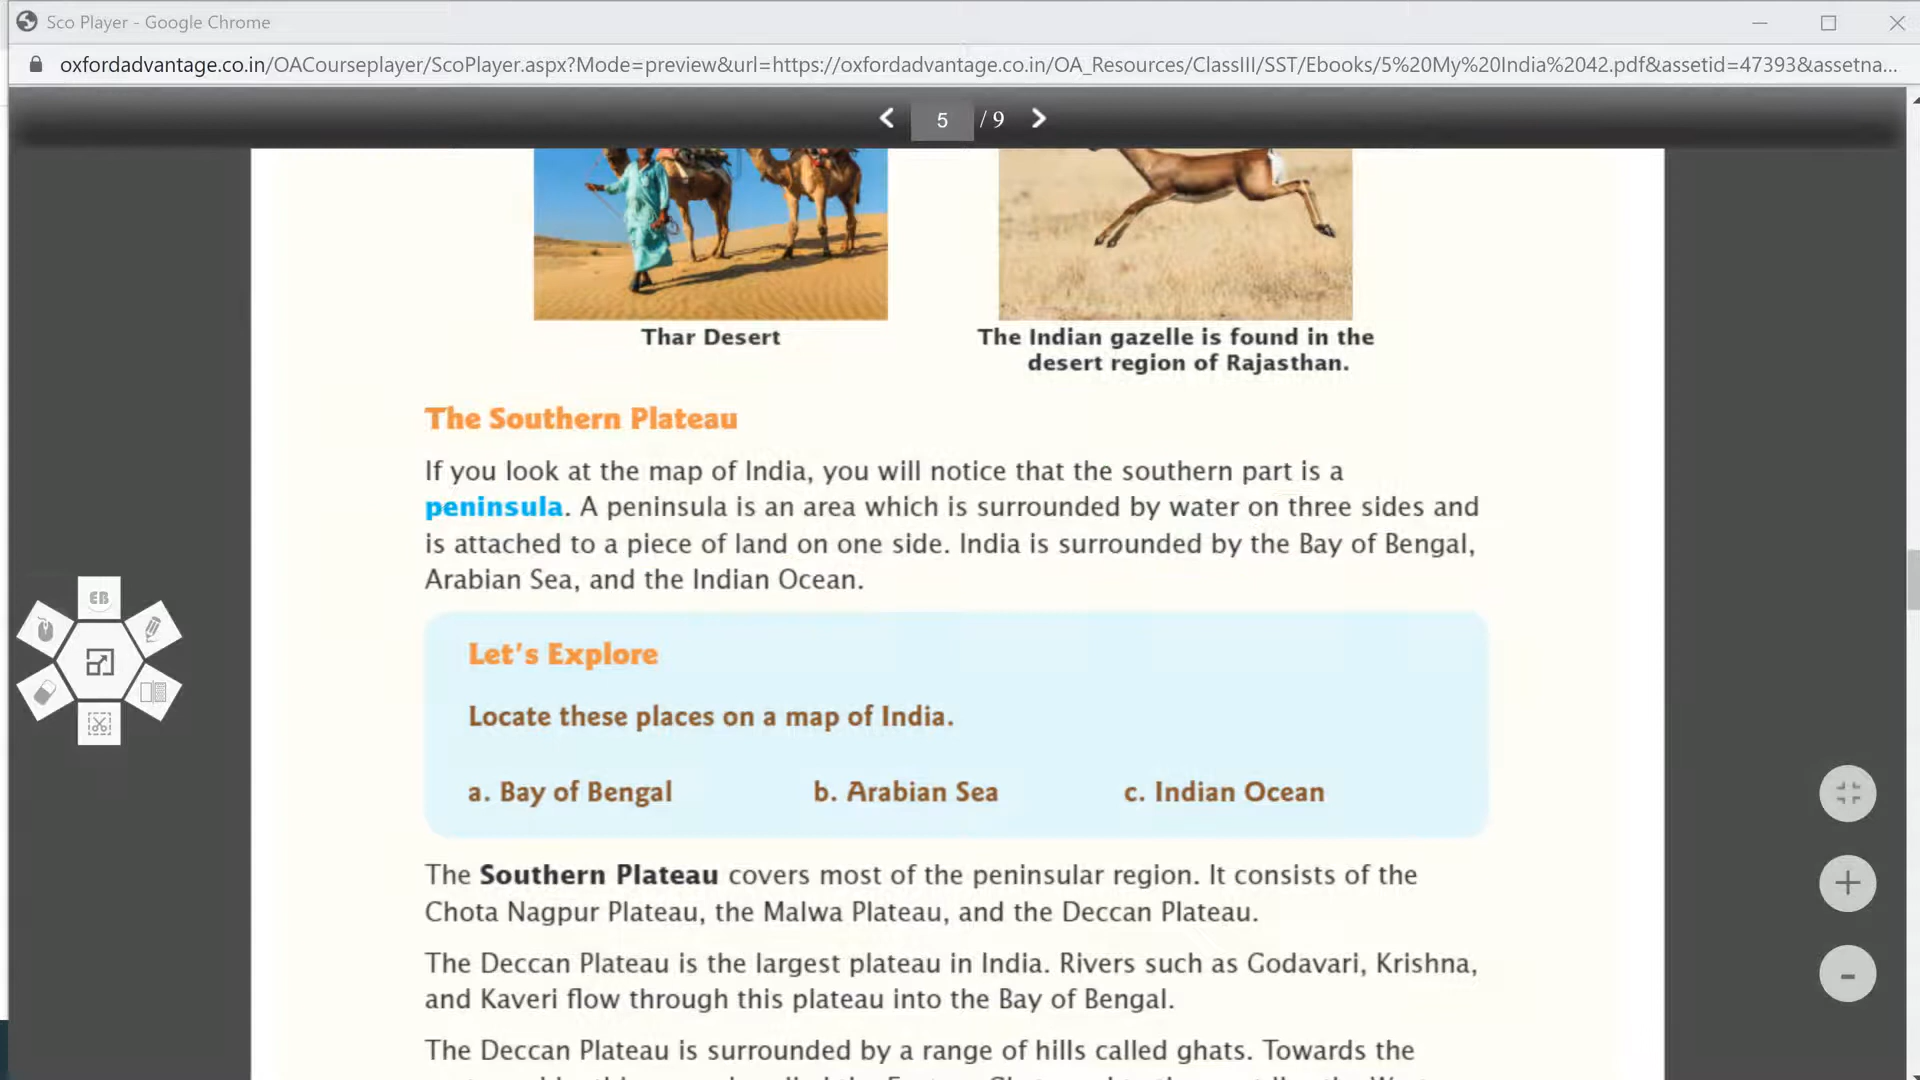 Sco Player - Google Chrome
oxfordadvantage.co.in/OACourseplayer/ScoPlayer.aspx?Mode=preview&url=https://oxfordadvantage.co.in/OA_Resources/ClassIII/SST/Ebooks/5%20My%20India%2042.pdf&assetid=47393&assetna...
5 / 9
Thar Desert
The Indian gazelle is found in the
desert region of Rajasthan.
The Southern Plateau
If you look at the map of India, you will notice that the southern part is a
peninsula. A peninsula is an area which is surrounded by water on three sides and
is attached to a piece of land on one side. India is surrounded by the Bay of Bengal,
Arabian Sea, and the Indian Ocean.
EB
Let's Explore
Locate these places on a map of India.
a. Bay of Bengal b. Arabian Sea c. Indian Ocean
The Southern Plateau covers most of the peninsular region. It consists of the
Chota Nagpur Plateau, the Malwa Plateau, and the Deccan Plateau.
The Deccan Plateau is the largest plateau in India. Rivers such as Godavari, Krishna,
and Kaveri flow through this plateau into the Bay of Bengal.
The Deccan Plateau is surrounded by a range of hills called ghats. Towards the